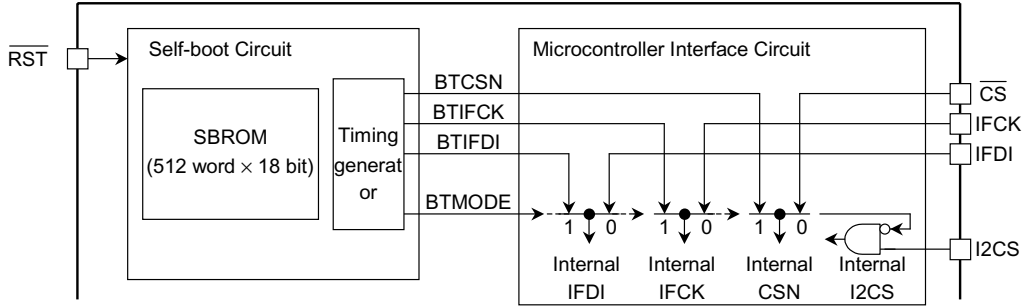 Self-boot Circuit
Microcontroller Interface Circuit
RST
BTCSN
CS
SBROM
(512 word × 18 bit)
Timing
generat
or
BTIFCK
IFCK
BTIFDI
IFDI
BTMODE
1 0 1 0 1 0
I2CS
Internal
IFDI
Internal
IFCK
Internal
CSN
Internal
I2CS